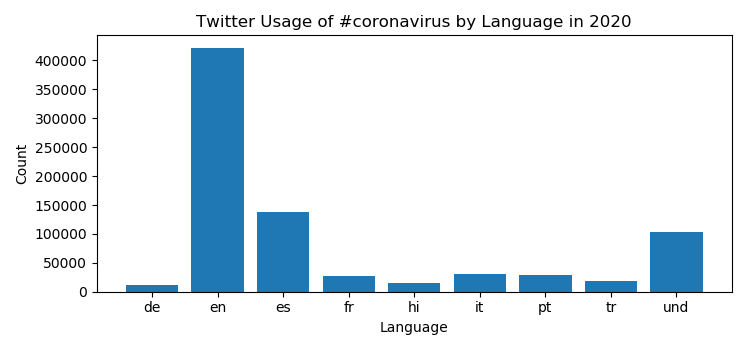 Twitter Usage of #coronavirus by Language in 2020
400000
350000
300000
250000
200000
150000
100000
50000
0
Count
de en es fr hi it pt tr und
Language